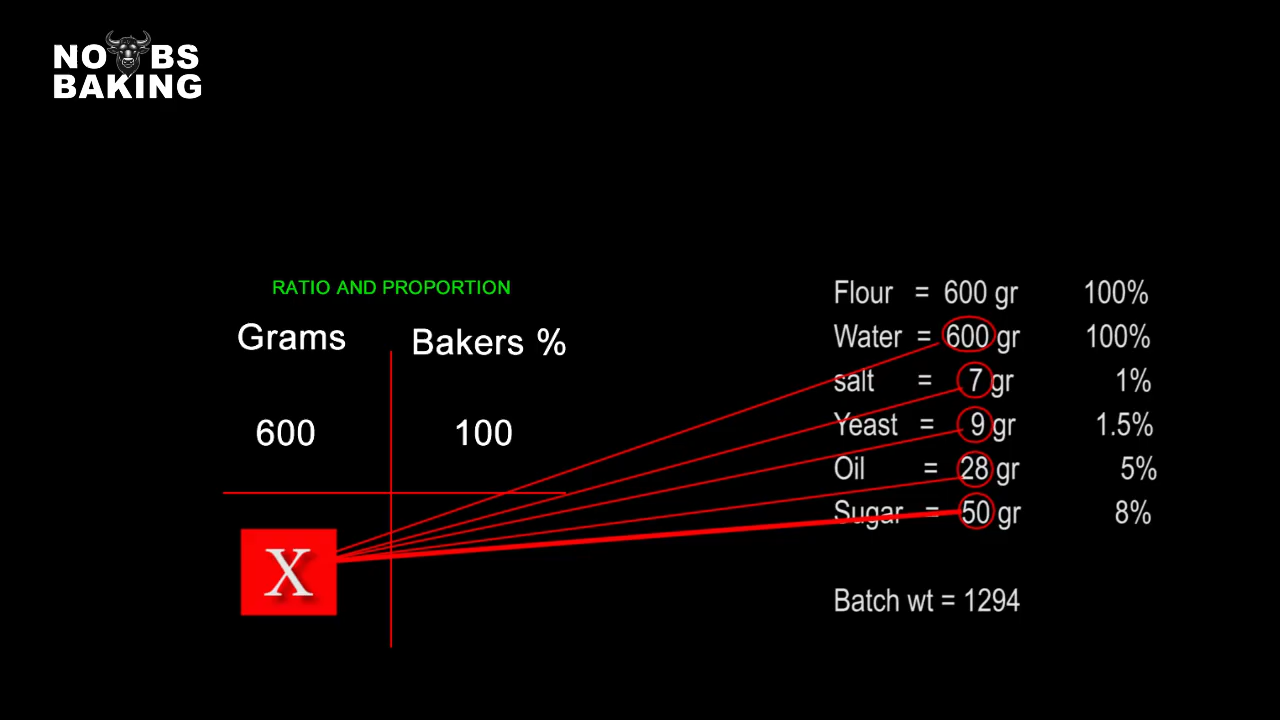 NO BS
BAKING
RATIO AND PROPORTION
Grams Bakers %
600 100
X
Flour = 600 gr 100%
Water = 600 gr 100%
salt = 7 gr 1%
Yeast = 9 gr 1.5%
Oil = 28 gr 5%
Sugar = 50 gr 8%
Batch wt = 1294